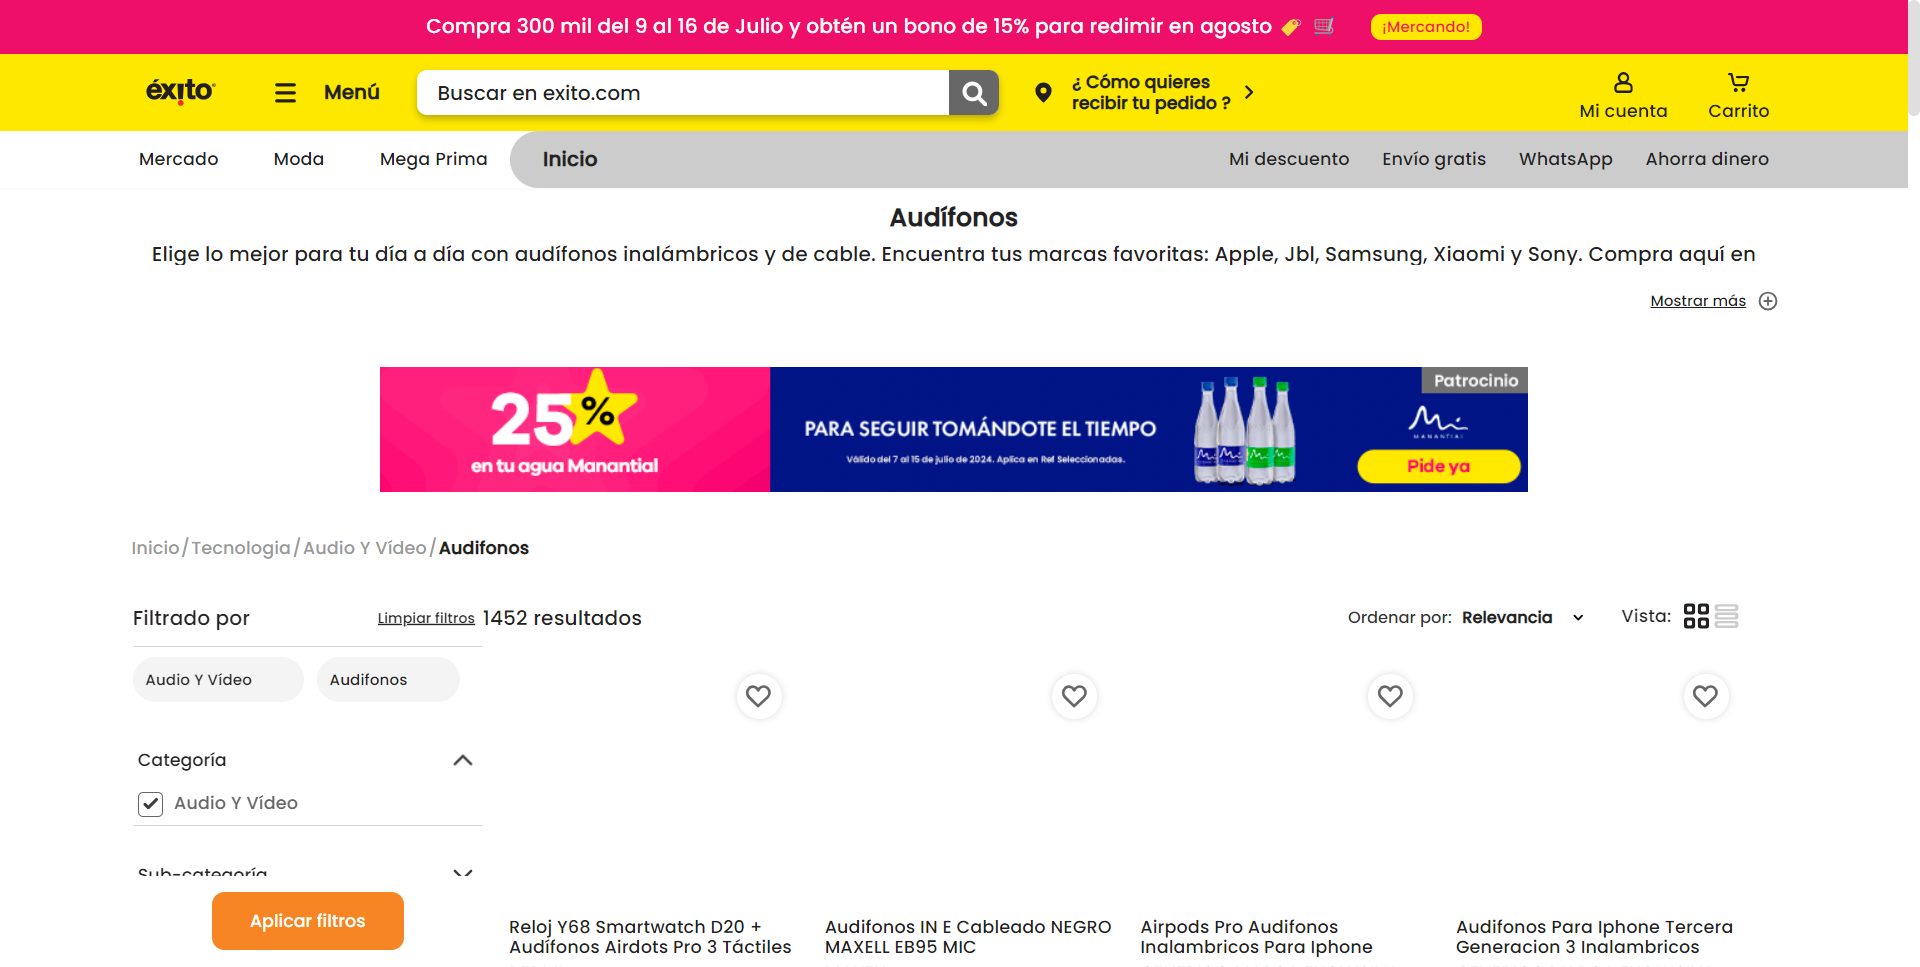 Compra 300 mil del 9 al 16 de Julio y obtén un bono de 15% para redimir en agosto
¡Mercando!
éxito
Menú
Buscar en exito.com
¿ Cómo quieres
recibir tu pedido ?
Mi cuenta
Carrito
Mercado
Moda
Mega Prima
Inicio
Mi descuento
Envío gratis
WhatsApp
Ahorra dinero
Audífonos
Elige lo mejor para tu día a día con audífonos inalámbricos y de cable. Encuentra tus marcas favoritas: Apple, Jbl, Samsung, Xiaomi y Sony. Compra aquí en
Mostrar más
25%
en tu agua Manantial
PARA SEGUIR TOMÁNDOTE EL TIEMPO
Válido del 7 al 15 de julio de 2024. Aplica en Ref Seleccionadas.
Patrocinio
MANANTIAL
Pide ya
Inicio/Tecnologia/Audio Y Vídeo/Audifonos
Filtrado por
Limpiar filtros
1452 resultados
Ordenar por: Relevancia
Vista:
Audio Y Vídeo
Audifonos
Categoría
Audio Y Vídeo
Sub-categoría
Aplicar filtros
Reloj Y68 Smartwatch D20 +
Audífonos Airdots Pro 3 Táctiles
Audifonos IN E Cableado NEGRO
MAXELL EB95 MIC
Airpods Pro Audifonos
Inalambricos Para Iphone
Audifonos Para Iphone Tercera
Generacion 3 Inalambricos